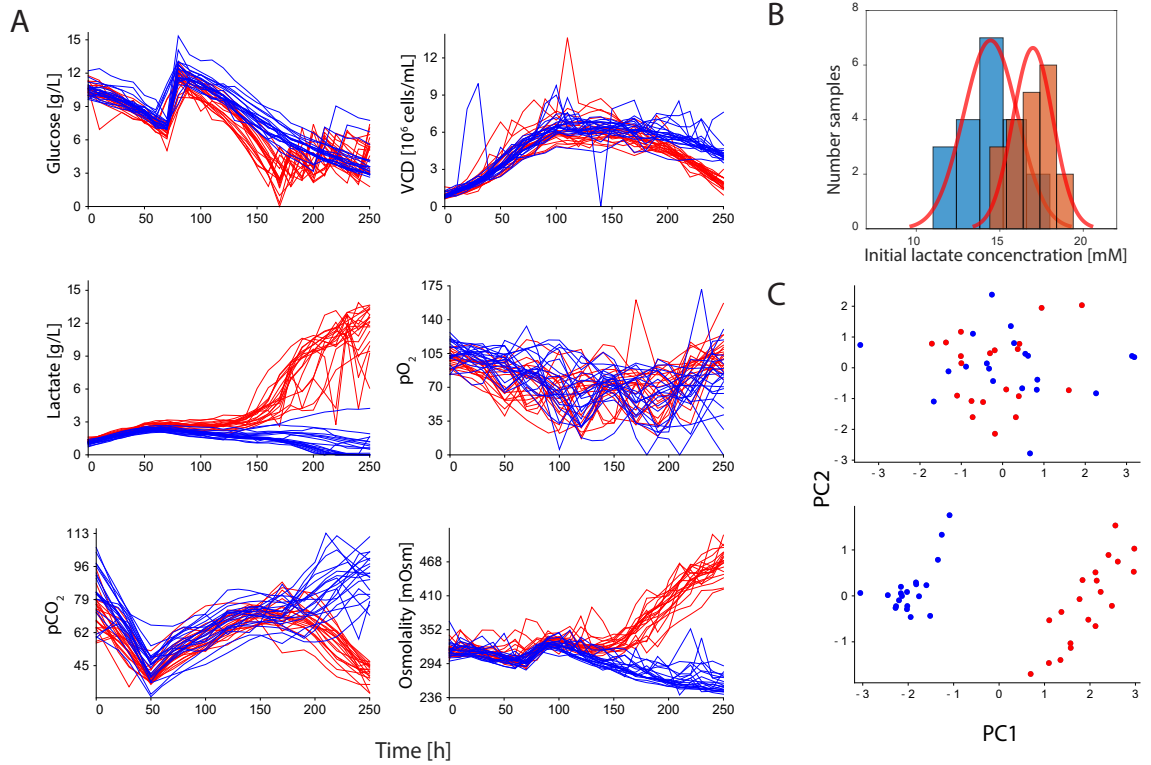 A
Glucose [g/L]
15
12
9
6
3
0
0 50 100 150 200 250
VCD [10⁶ cells/mL]
15
12
9
6
3
0
0 50 100 150 200 250
Lactate [g/L]
15
12
9
6
3
0
0 50 100 150 200 250
pO₂
175
140
105
70
35
0
0 50 100 150 200 250
pCO₂
113
96
79
62
45
0 50 100 150 200 250
Osmolality [mOsm]
468
410
352
294
236
0 50 100 150 200 250
Time [h]
B
Number samples
8
6
4
2
0
10 15 20
Initial lactate concenctration [mM]
C
2
1
0
- 1
- 2
- 3
- 3 - 2 - 1 0 1 2 3
PC2
1
0
- 1
- 3 - 2 - 1 0 1 2 3
PC1